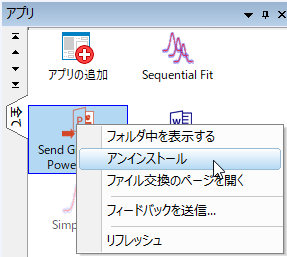 アプリ
全て
アプリの追加
Sequential Fit
Send G
Power
Simp
フォルダ中を表示する
アンインストール
ファイル交換のページを開く
フィードバックを送信...
リフレッシュ